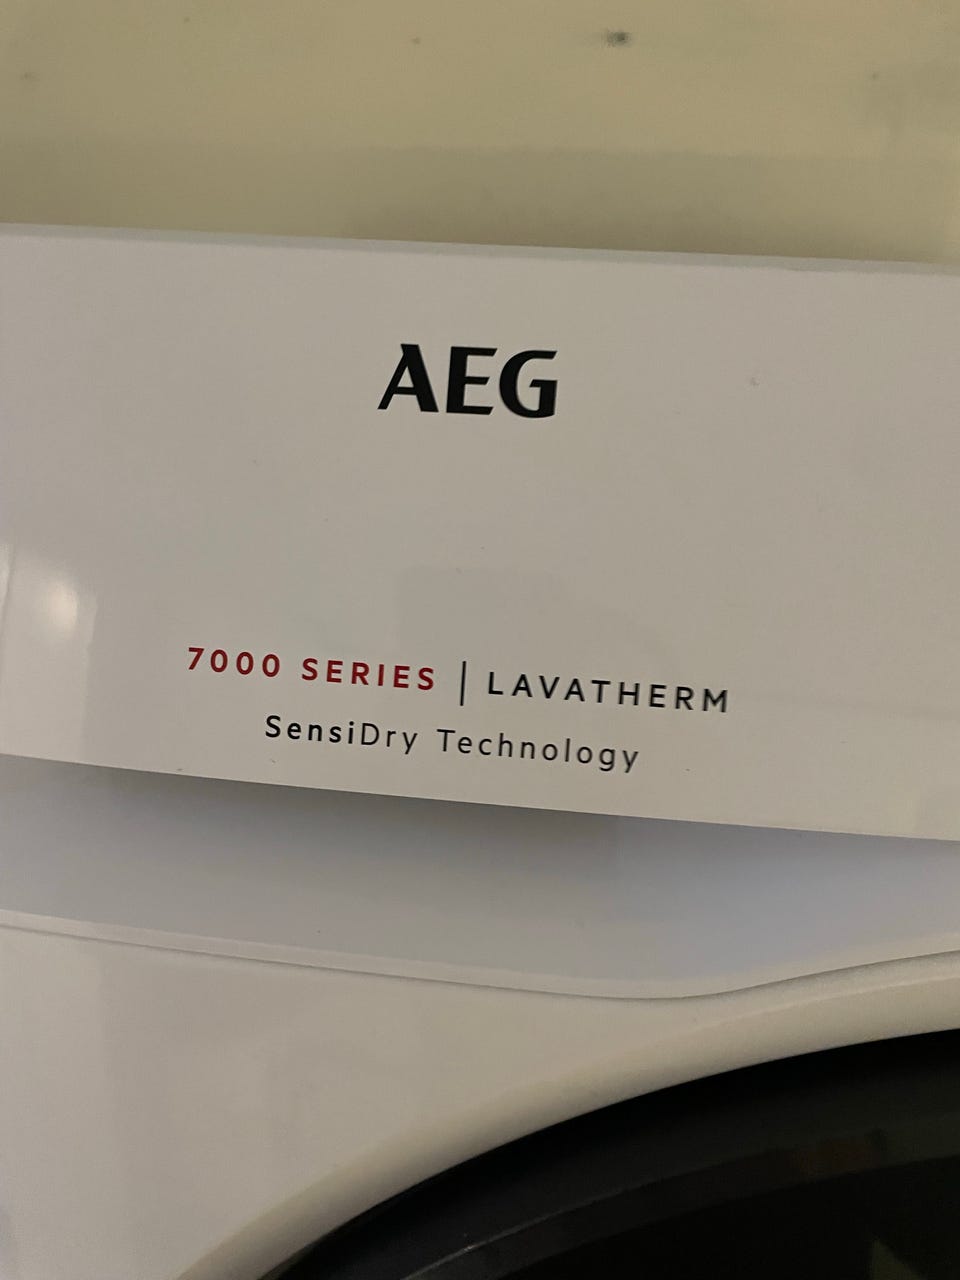 AEG
7000 SERIES | LAVATHERM
SensiDry Technology